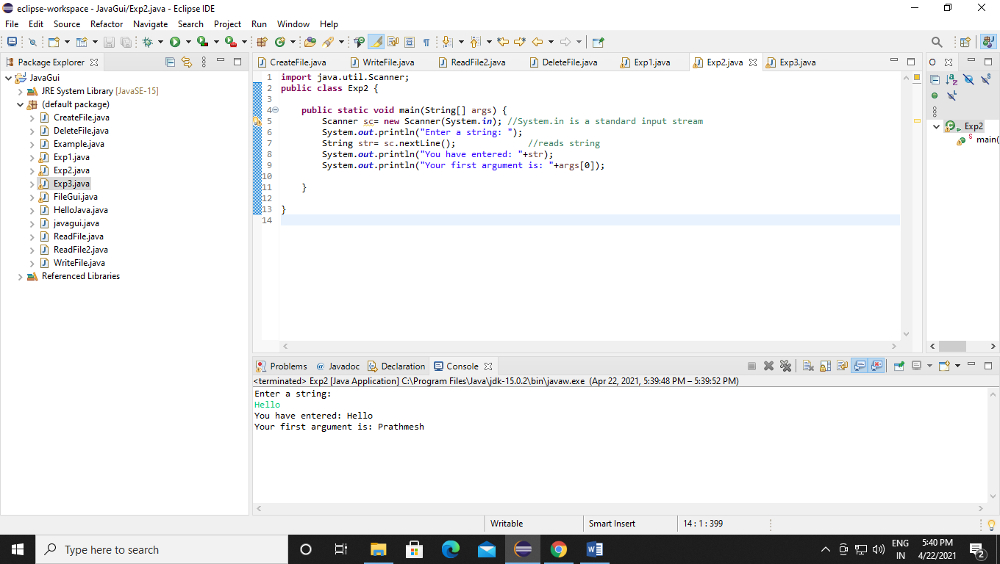 eclipse-workspace - JavaGui/Exp2.java - Eclipse IDE
File Edit Source Refactor Navigate Search Project Run Window Help
Package Explorer
JavaGui
JRE System Library [JavaSE-15]
(default package)
CreateFile.java
DeleteFile.java
Example.java
Exp1.java
Exp2.java
Exp3.java
FileGui.java
HelloJava.java
javagui.java
ReadFile.java
ReadFile2.java
WriteFile.java
Referenced Libraries
CreateFile.java WriteFile.java ReadFile2.java DeleteFile.java Exp1.java Exp2.java Exp3.java
1 import java.util.Scanner;
2 public class Exp2 {
3
4 public static void main(String[] args) {
5 Scanner sc= new Scanner(System.in); //System.in is a standard input stream
6 System.out.println("Enter a string: ");
7 String str= sc.nextLine(); //reads string
8 System.out.println("You have entered: "+str);
9 System.out.println("Your first argument is: "+args[0]);
10
11 }
12
13 }
14
O
Exp2
S main(
Problems @ Javadoc Declaration Console
<terminated> Exp2 [Java Application] C:\Program Files\Java\jdk-15.0.2\bin\javaw.exe (Apr 22, 2021, 5:39:48 PM – 5:39:52 PM)
Enter a string:
Hello
You have entered: Hello
Your first argument is: Prathmesh
Writable Smart Insert 14 : 1 : 399
Type here to search
ENG
IN
5:40 PM
4/22/2021
2